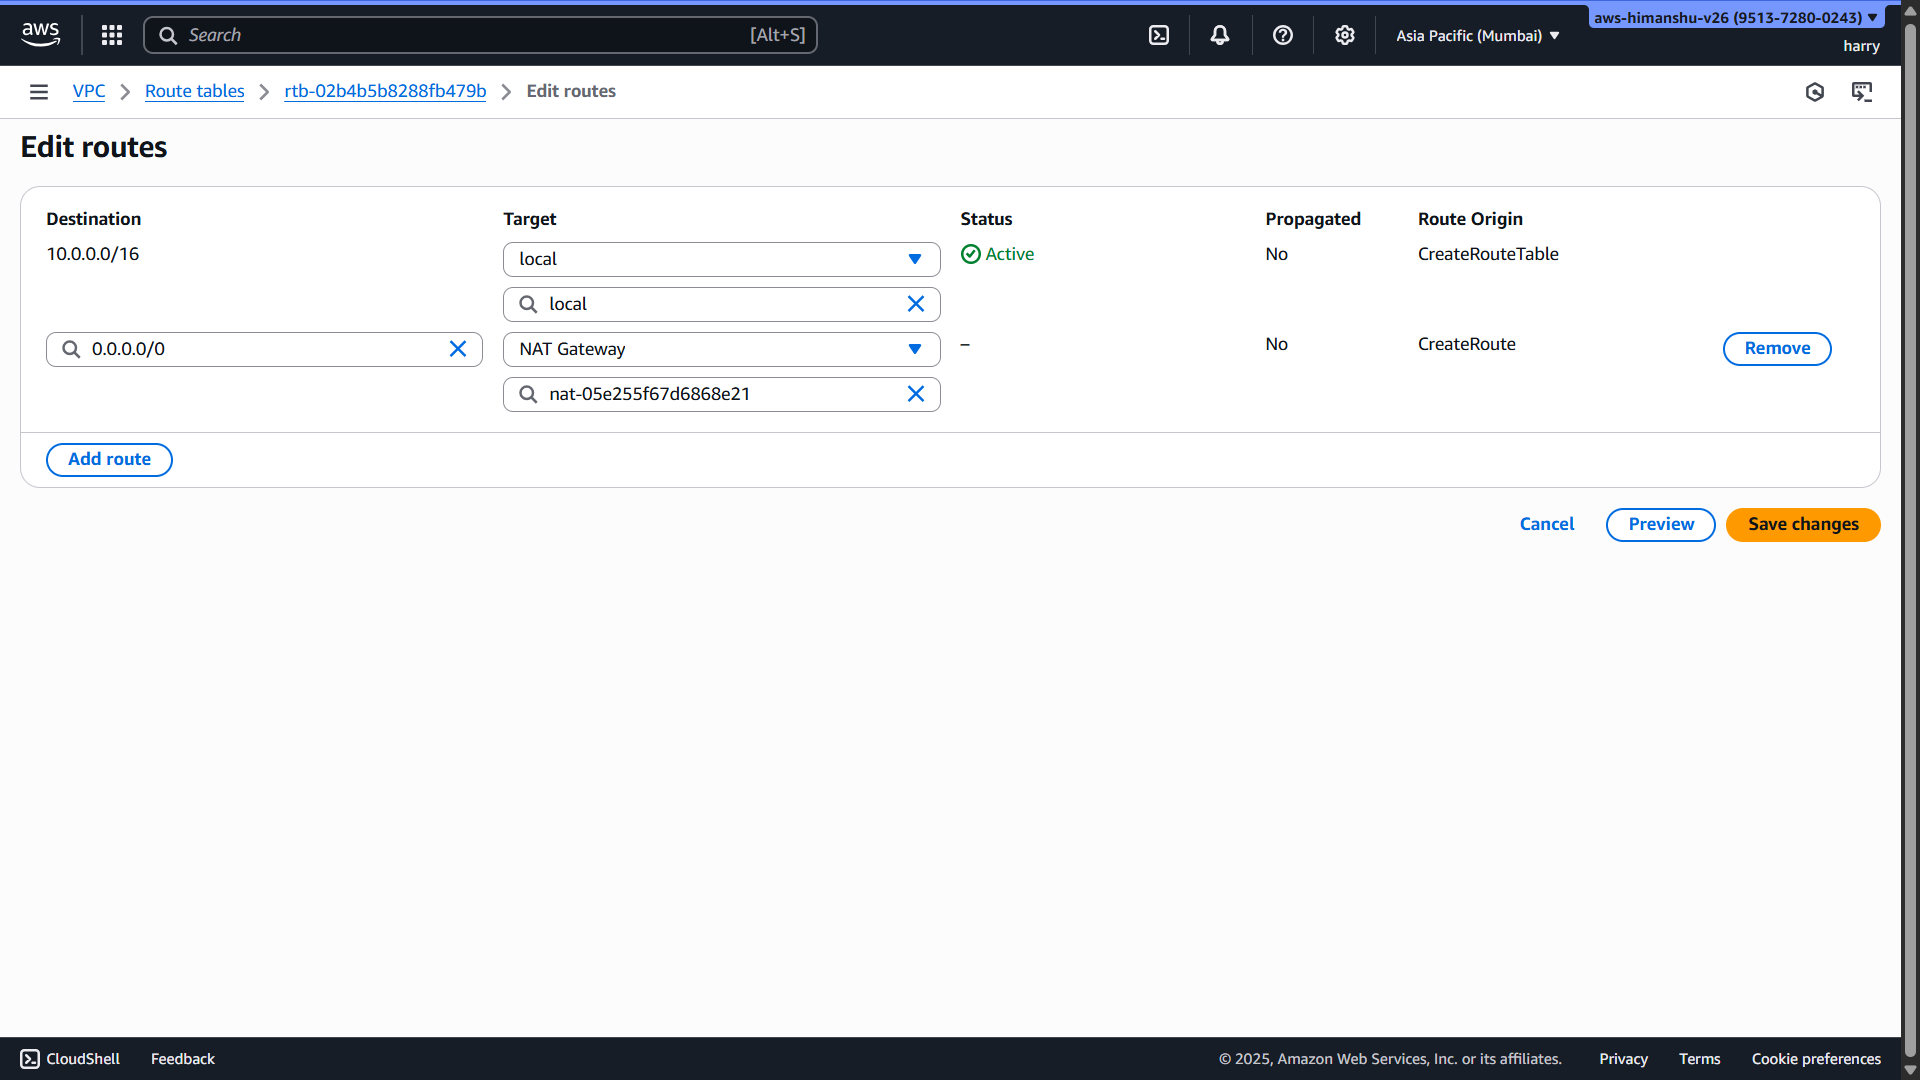 aws
Search
[Alt+S]
Asia Pacific (Mumbai)
aws-himanshu-v26 (9513-7280-0243)
harry
VPC
Route tables
rtb-02b4b5b8288fb479b
Edit routes
Edit routes
Destination
Target
Status
Propagated
Route Origin
10.0.0.0/16
local
Active
No
CreateRouteTable
local
0.0.0.0/0
NAT Gateway
–
No
CreateRoute
Remove
nat-05e255f67d6868e21
Add route
Cancel
Preview
Save changes
CloudShell
Feedback
© 2025, Amazon Web Services, Inc. or its affiliates.
Privacy
Terms
Cookie preferences